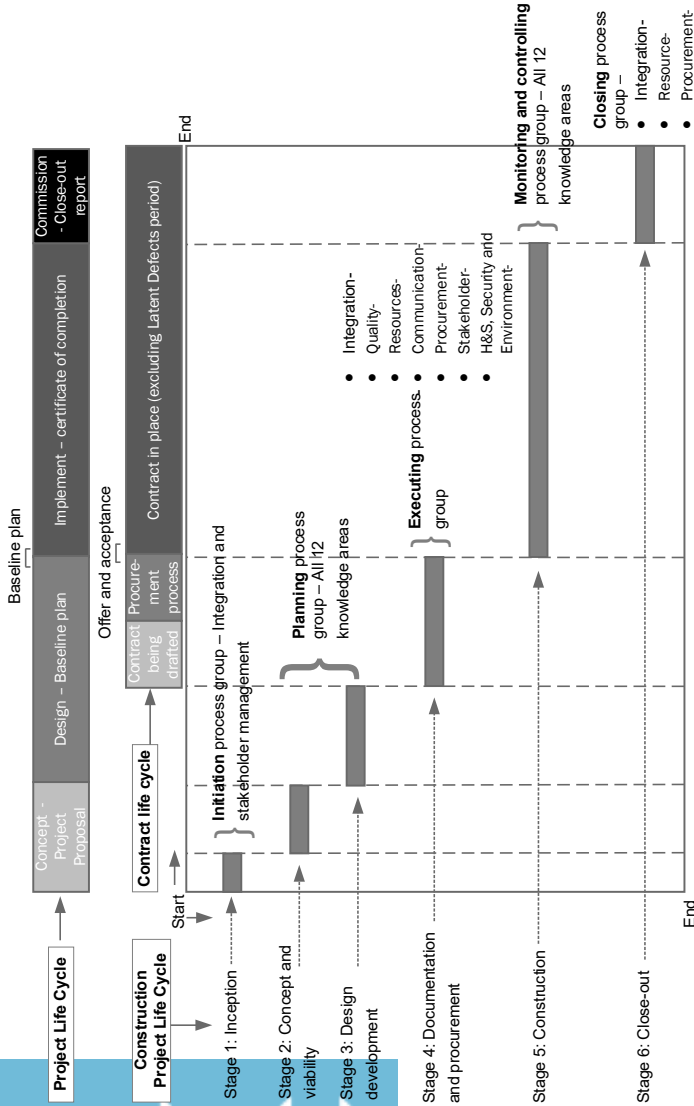 Baseline plan
Project Life Cycle
Concept -
Project
Proposal
Design – Baseline plan
Implement – certificate of completion
Commission
- Close-out
report
Offer and acceptance
Contract life cycle
Contract
being
drafted
Procure-
ment
process
Contract in place (excluding Latent Defects period)
Construction
Project Life Cycle
Start
End
Stage 1: Inception
Initiation process group – Integration and
stakeholder management
Stage 2: Concept and
viability
Planning process
group – All 12
knowledge areas
Stage 3: Design
development
• Integration-
• Quality-
• Resources-
• Communication-
• Procurement-
• Stakeholder-
• H&S, Security and
Environment-
Stage 4: Documentation
and procurement
Executing process-
group
Stage 5: Construction
Monitoring and controlling
process group – All 12
knowledge areas
Stage 6: Close-out
Closing process
group –
• Integration-
• Resource-
• Procurement-
End